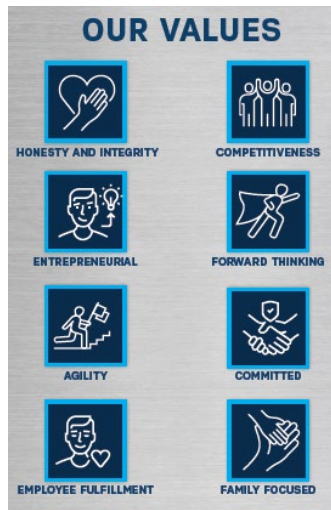 OUR VALUES
HONESTY AND INTEGRITY
COMPETITIVENESS
ENTREPRENEURIAL
FORWARD THINKING
AGILITY
COMMITTED
EMPLOYEE FULFILLMENT
FAMILY FOCUSED